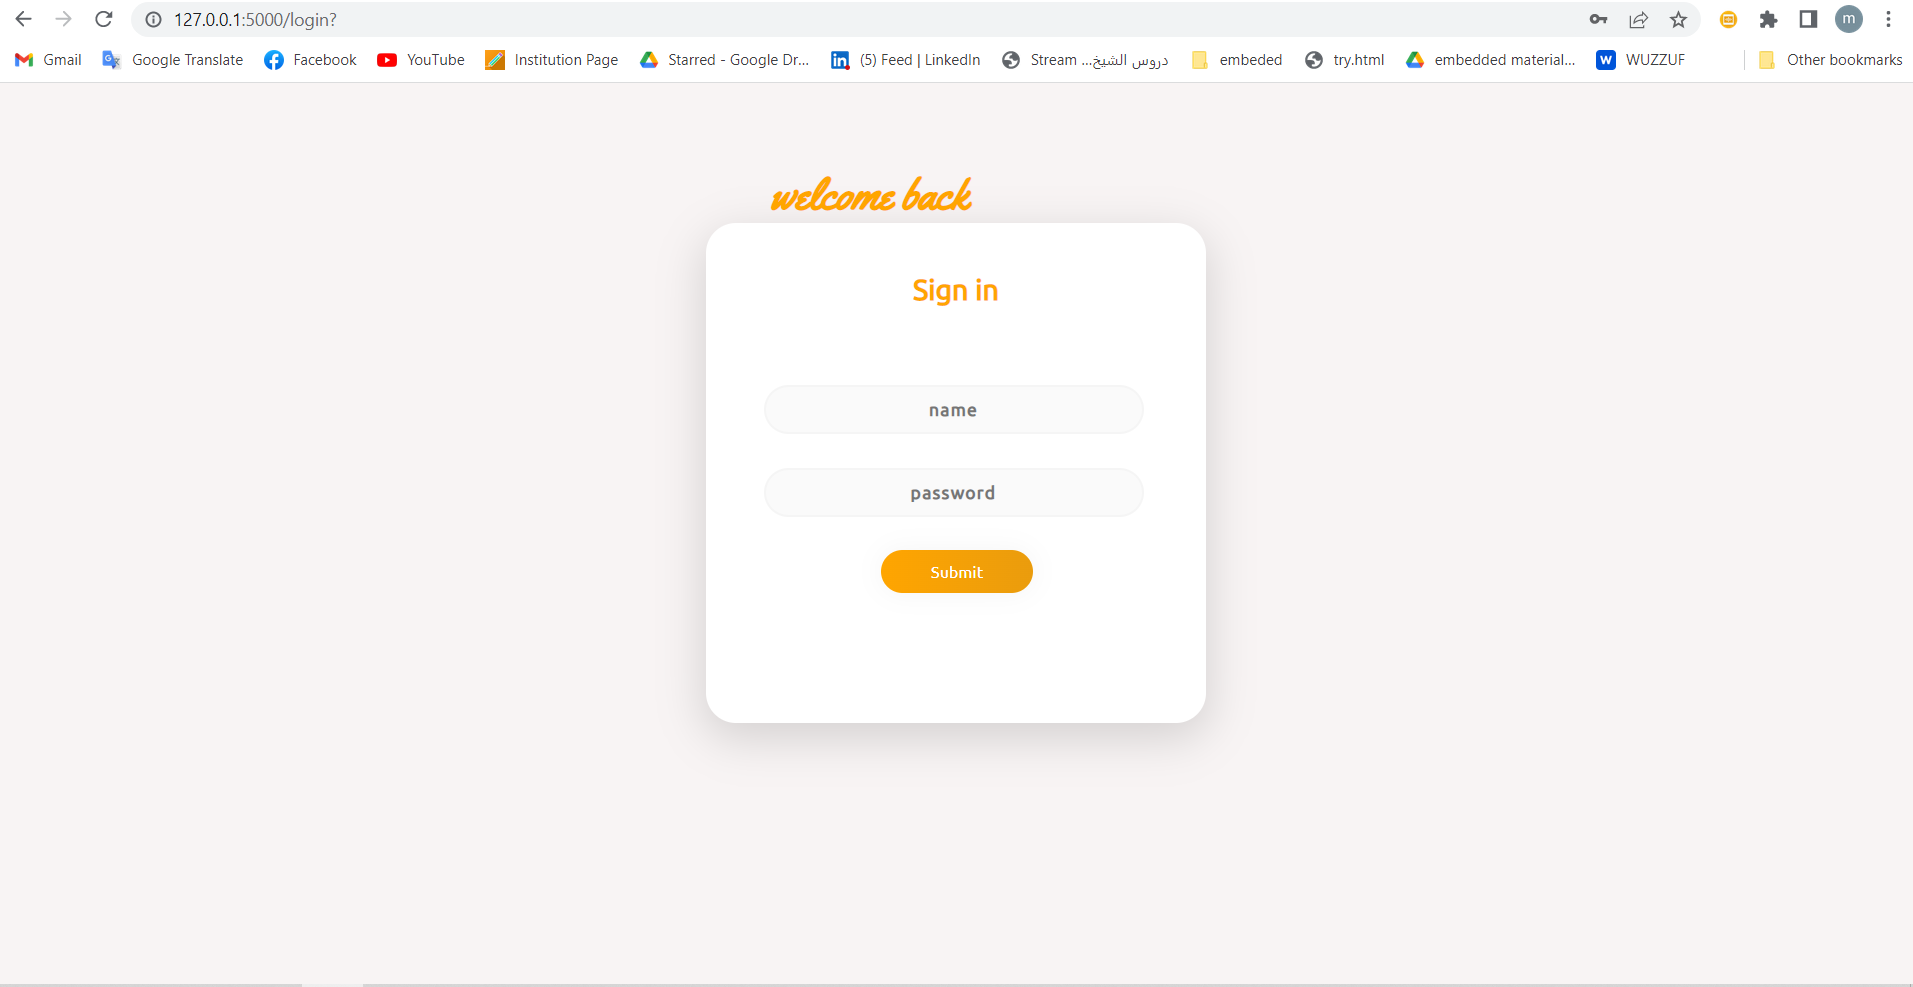 127.0.0.1:5000/login?
m
Gmail Google Translate Facebook YouTube Institution Page Starred - Google Dr... (5) Feed | LinkedIn Stream ...دروس الشيخ embeded try.html embedded material... W WUZZUF Other bookmarks
welcome back
Sign in
name
password
Submit